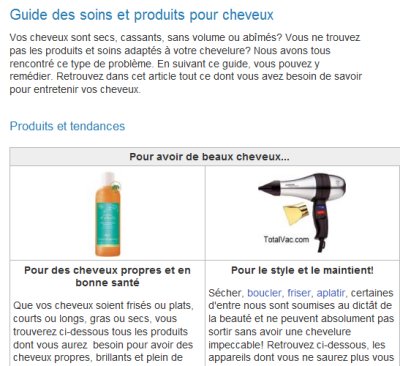 Guide des soins et produits pour cheveux
Vos cheveux sont secs, cassants, sans volume ou abîmés? Vous ne trouvez
pas les produits et soins adaptés à votre chevelure? Nous avons tous
rencontré ce type de problème. En suivant ce guide, vous pouvez y
remédier. Retrouvez dans cet article tout ce dont vous avez besoin de savoir
pour entretenir vos cheveux.
Produits et tendances
Pour avoir de beaux cheveux...
TotalVac.com
Pour des cheveux propres et en
bonne santé
Que vos cheveux soient frisés ou plats,
courts ou longs, gras ou secs, vous
trouverez ci-dessous tous les produits
dont vous aurez besoin pour avoir des
cheveux propres, brillants et plein de
Pour le style et le maintient!
Sécher, boucler, friser, aplatir, certaines
d'entre nous sont soumises au dictât de
la beauté et ne peuvent absolument pas
sortir sans avoir une chevelure
impeccable! Retrouvez ci-dessous, les
appareils dont vous ne saurez plus vous